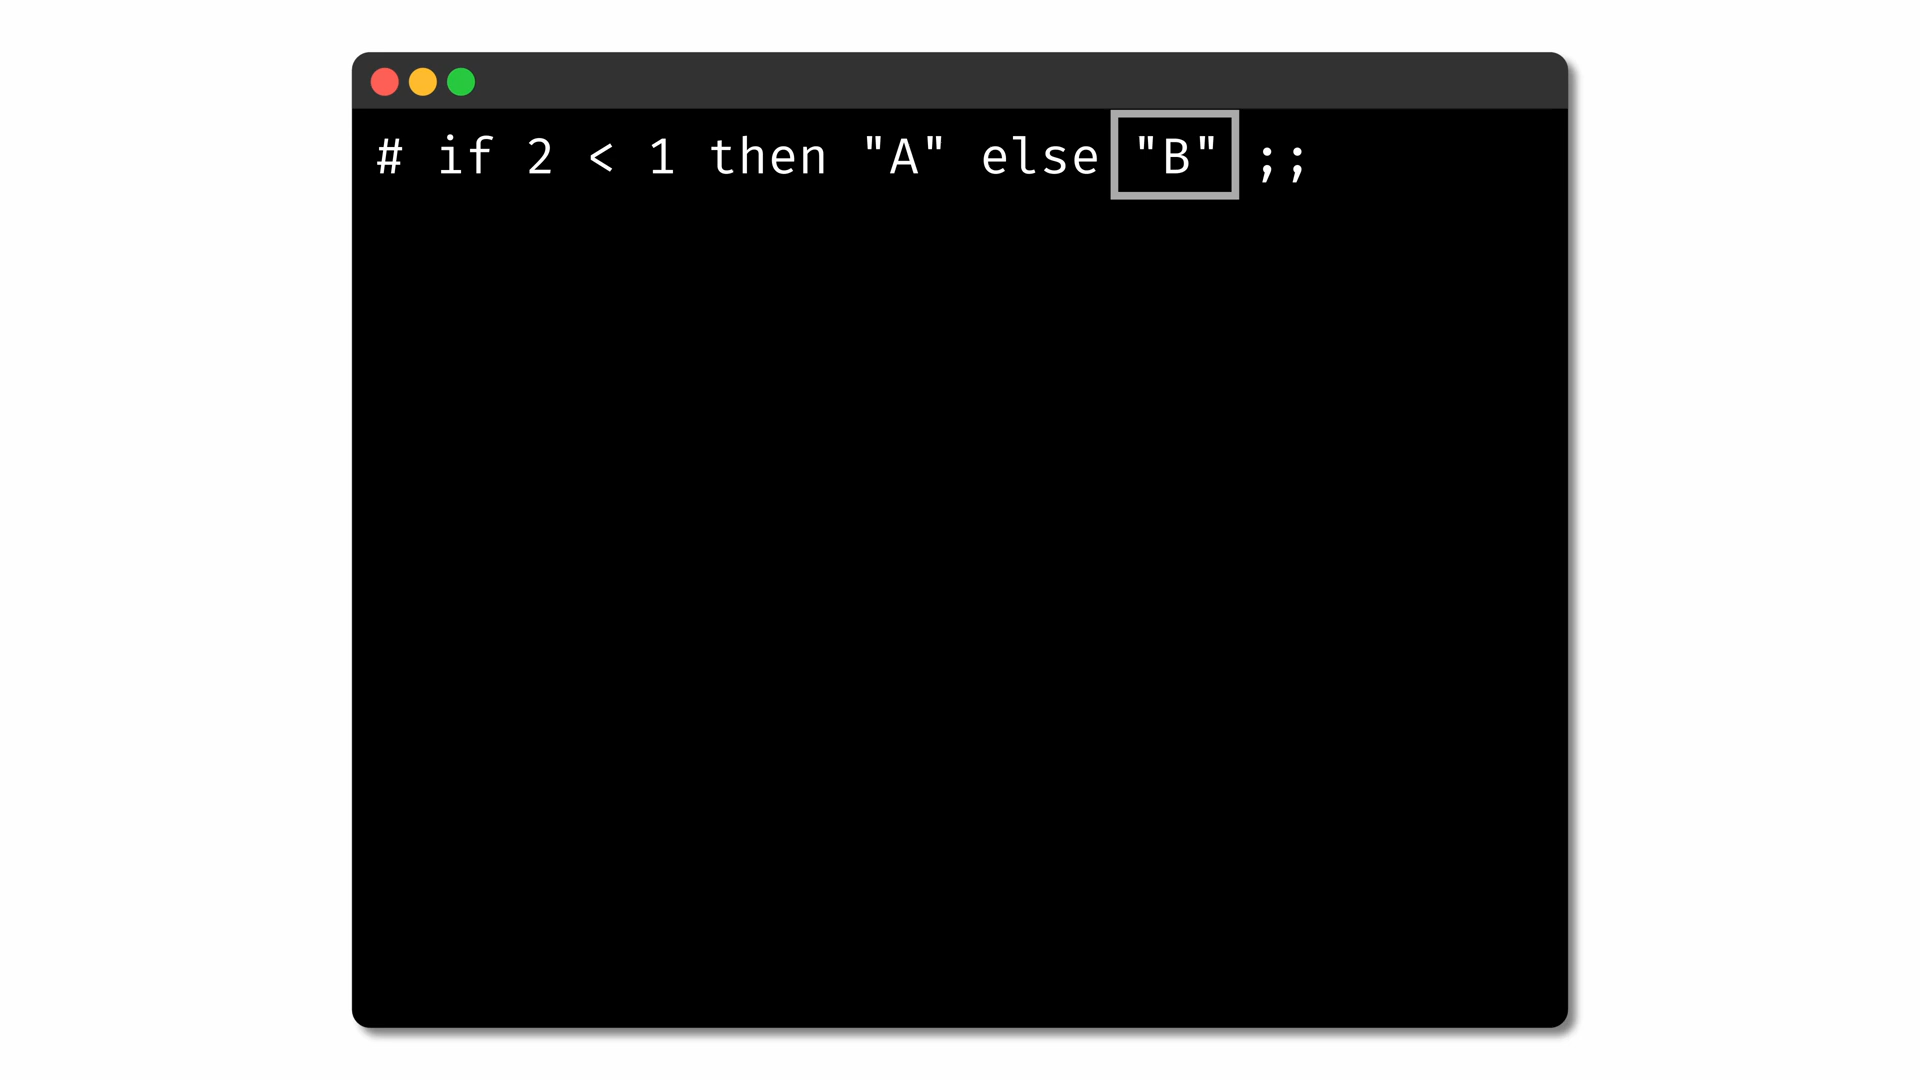 # if 2 < 1 then "A" else "B" ;;